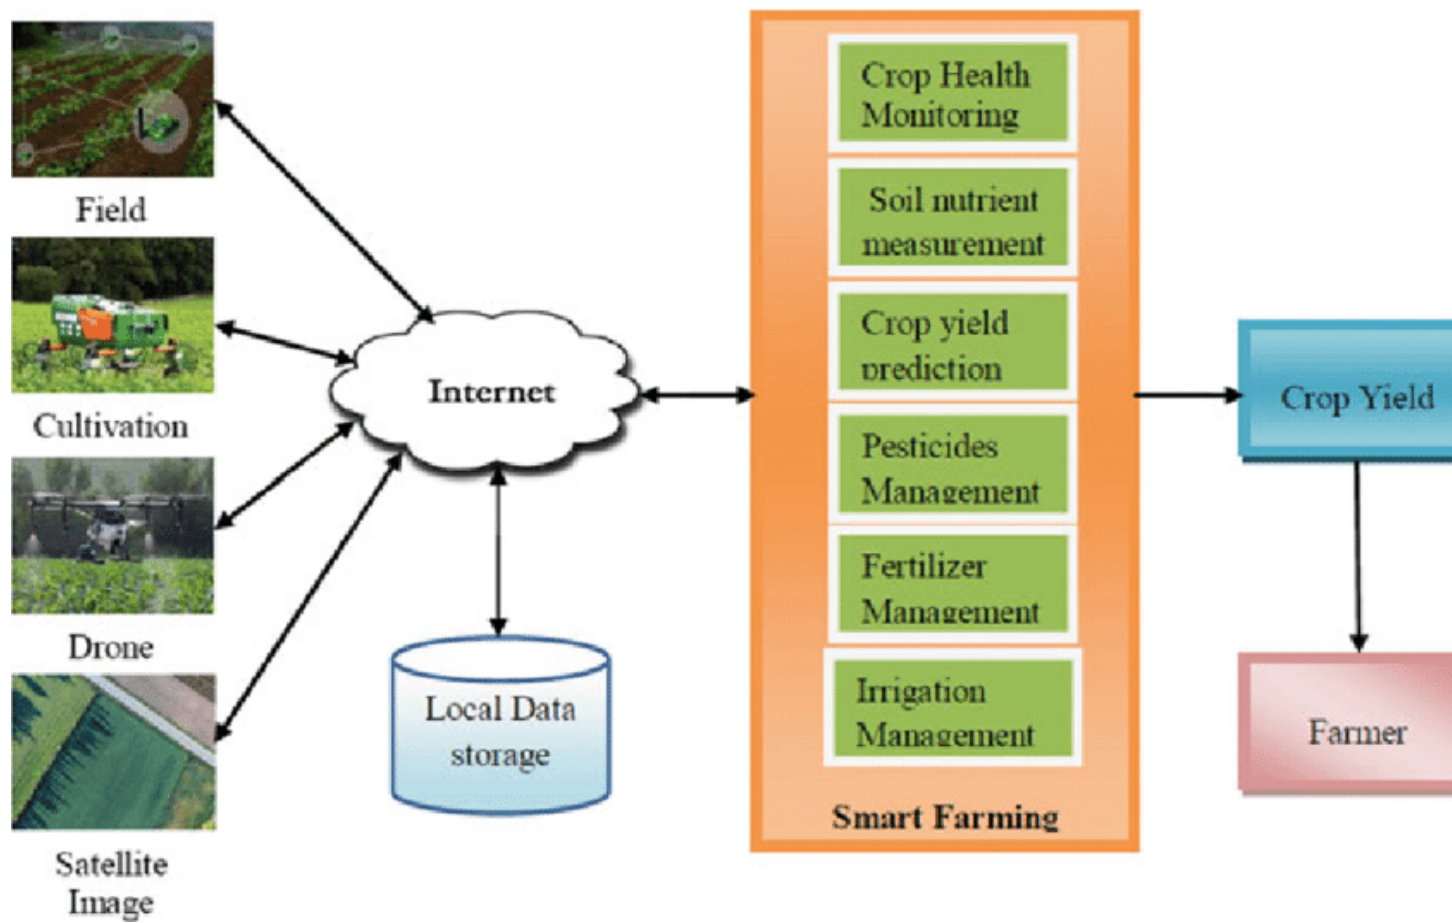 Field
Cultivation
Drone
Satellite
Image
Internet
Local Data
storage
Crop Health
Monitoring
Soil nutrient
measurement
Crop yield
prediction
Pesticides
Management
Fertilizer
Management
Irrigation
Management
Smart Farming
Crop Yield
Farmer